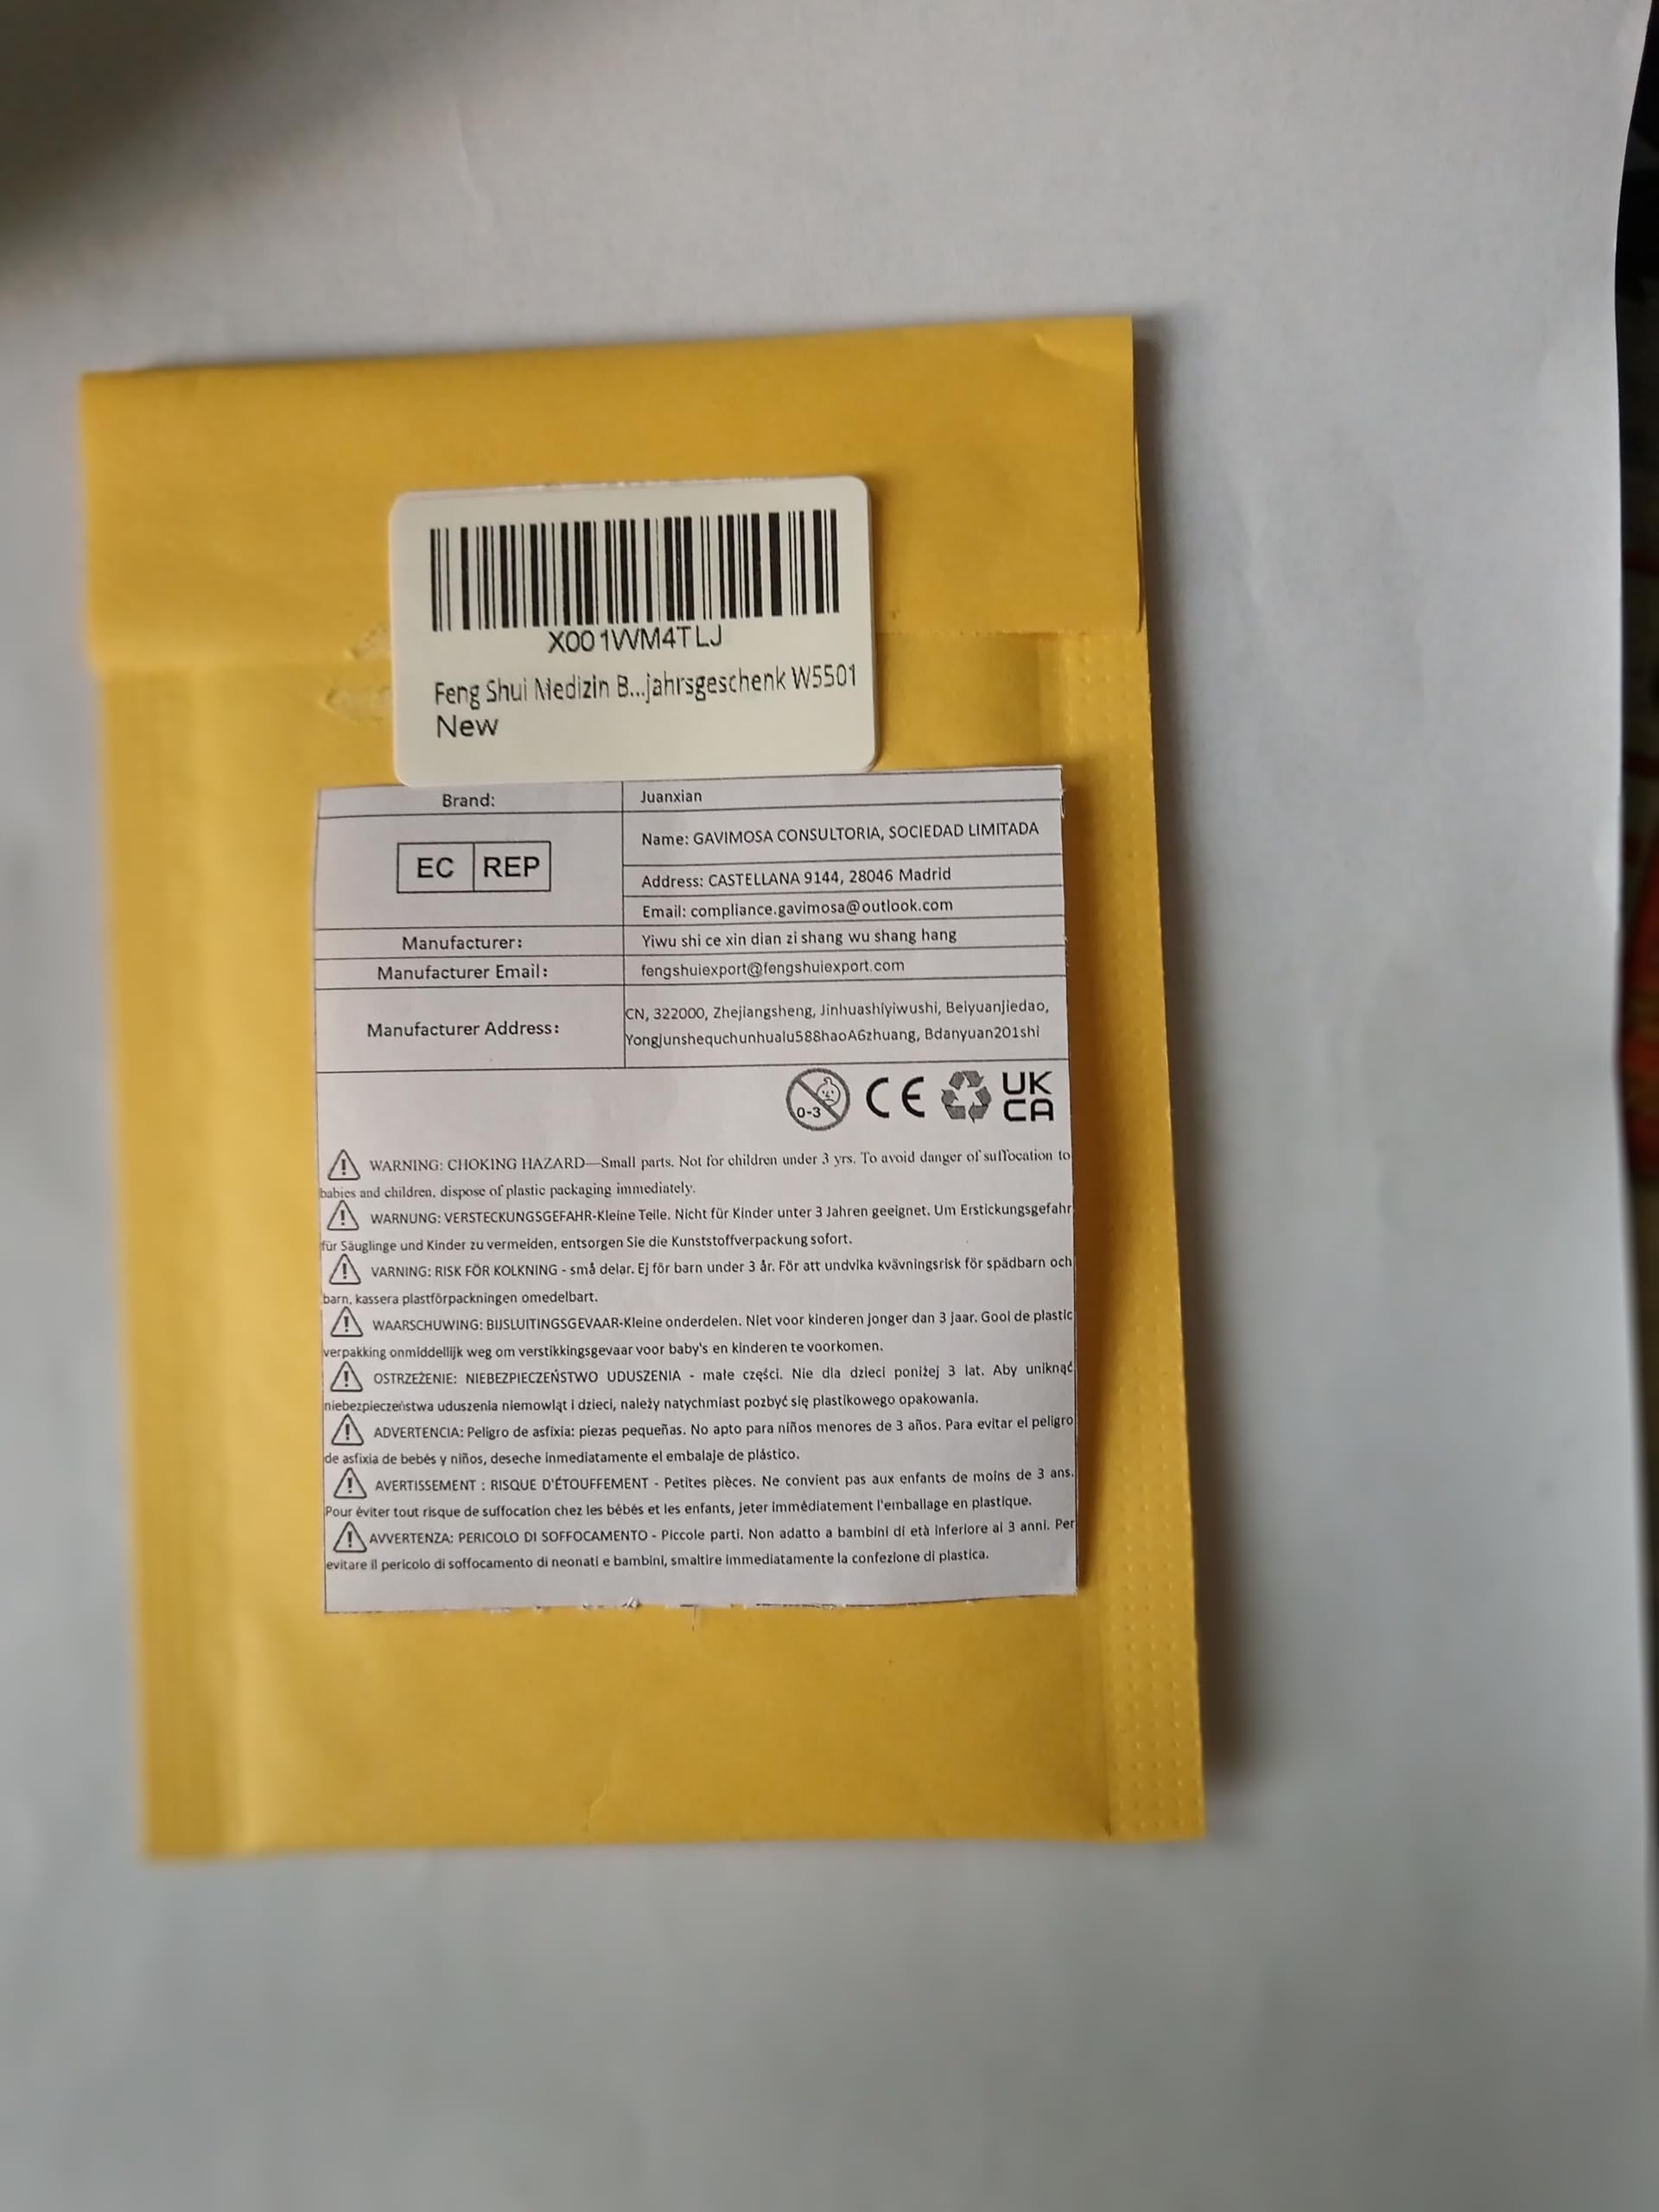 X001WM4TLJ
Feng Shui Medizin B...jahrsgeschenk W5501
New
Brand: Juanxian
EC REP
Name: GAVIMOSA CONSULTORIA, SOCIEDAD LIMITADA
Address: CASTELLANA 9144, 28046 Madrid
Email: compliance.gavimosa@outlook.com
Manufacturer: Yiwu shi ce xin dian zi shang wu shang hang
Manufacturer Email: fengshuiexport@fengshuiexport.com
Manufacturer Address: CN, 322000, Zhejiangsheng, Jinhuashiyiwushi, Beiyuanjiedao,
Yongjunshequchunhualu588haoA6zhuang, Bdanyuan201shi
0-3 CE UK
CA
WARNING: CHOKING HAZARD—Small parts. Not for children under 3 yrs. To avoid danger of suffocation to
babies and children, dispose of plastic packaging immediately.
WARNUNG: VERSTECKUNGSGEFAHR-Kleine Teile. Nicht für Kinder unter 3 Jahren geeignet. Um Erstickungsgefahr
für Säuglinge und Kinder zu vermeiden, entsorgen Sie die Kunststoffverpackung sofort.
VARNING: RISK FÖR KOLKNING - små delar. Ej för barn under 3 år. För att undvika kvävningsrisk för spädbarn och
barn, kassera plastförpackningen omedelbart.
WAARSCHUWING: BIJSLUITINGSGEVAAR-Kleine onderdelen. Niet voor kinderen jonger dan 3 jaar. Gooi de plastic
verpakking onmiddellijk weg om verstikkingsgevaar voor baby's en kinderen te voorkomen.
OSTRZEŻENIE: NIEBEZPIECZEŃSTWO UDUSZENIA - małe części. Nie dla dzieci poniżej 3 lat. Aby uniknąć
niebezpieczeństwa uduszenia niemowląt i dzieci, należy natychmiast pozbyć się plastikowego opakowania.
ADVERTENCIA: Peligro de asfixia: piezas pequeñas. No apto para niños menores de 3 años. Para evitar el peligro
de asfixia de bebés y niños, deseche inmediatamente el embalaje de plástico.
AVERTISSEMENT : RISQUE D'ÉTOUFFEMENT - Petites pièces. Ne convient pas aux enfants de moins de 3 ans.
Pour éviter tout risque de suffocation chez les bébés et les enfants, jeter immédiatement l'emballage en plastique.
AVVERTENZA: PERICOLO DI SOFFOCAMENTO - Piccole parti. Non adatto a bambini di età inferiore ai 3 anni. Per
evitare il pericolo di soffocamento di neonati e bambini, smaltire immediatamente la confezione di plastica.